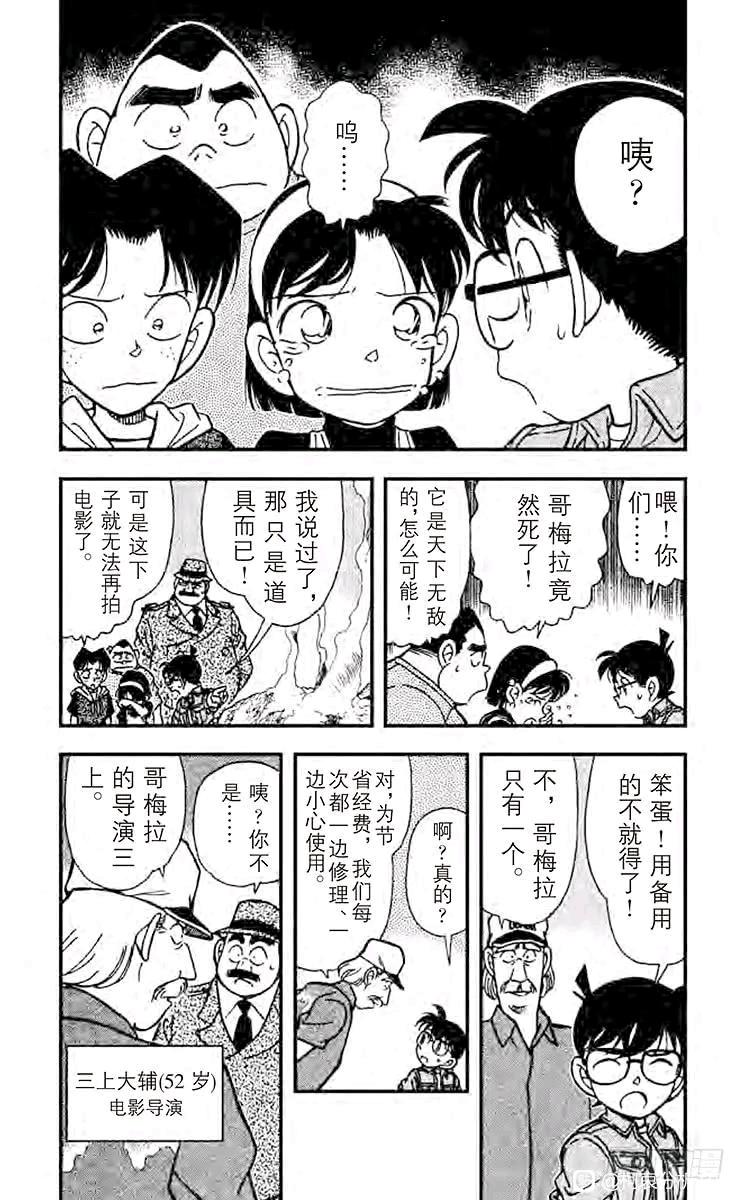 咦？
呜……
喂！你
们……
哥梅拉竟
然死了！
它是天下无敌
的，怎么可能！
我说过了，
那只是道
具而已！
可是这下
子就无法再拍
电影了。
笨蛋！用备用
的不就得了！
不，哥梅拉
只有一个。
啊？真的？
对，为节
省经费，我们每
次都一边修理、一
边小心使用。
咦？你不
是……
哥梅拉
的导演三
上。
三上大辅(52 岁)
电影导演